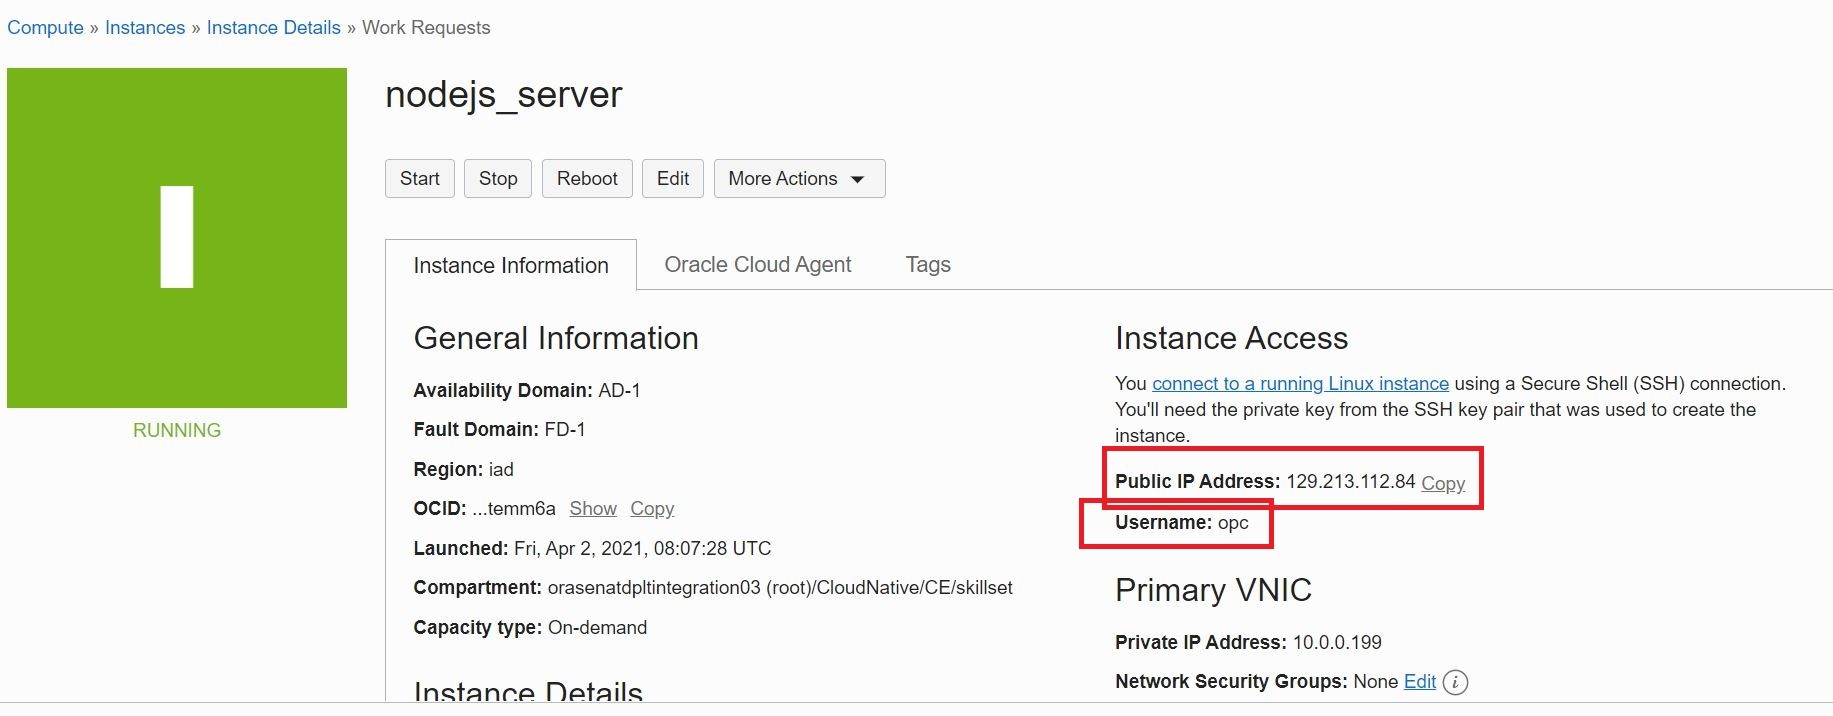 Compute » Instances » Instance Details » Work Requests
nodejs_server
Start Stop Reboot Edit More Actions
RUNNING
Instance Information Oracle Cloud Agent Tags
General Information
Availability Domain: AD-1
Fault Domain: FD-1
Region: iad
OCID: ...temm6a Show Copy
Launched: Fri, Apr 2, 2021, 08:07:28 UTC
Compartment: orasenatdpltintegration03 (root)/CloudNative/CE/skillset
Capacity type: On-demand
Instance Details
Instance Access
You connect to a running Linux instance using a Secure Shell (SSH) connection.
You'll need the private key from the SSH key pair that was used to create the
instance.
Public IP Address: 129.213.112.84 Copy
Username: opc
Primary VNIC
Private IP Address: 10.0.0.199
Network Security Groups: None Edit i